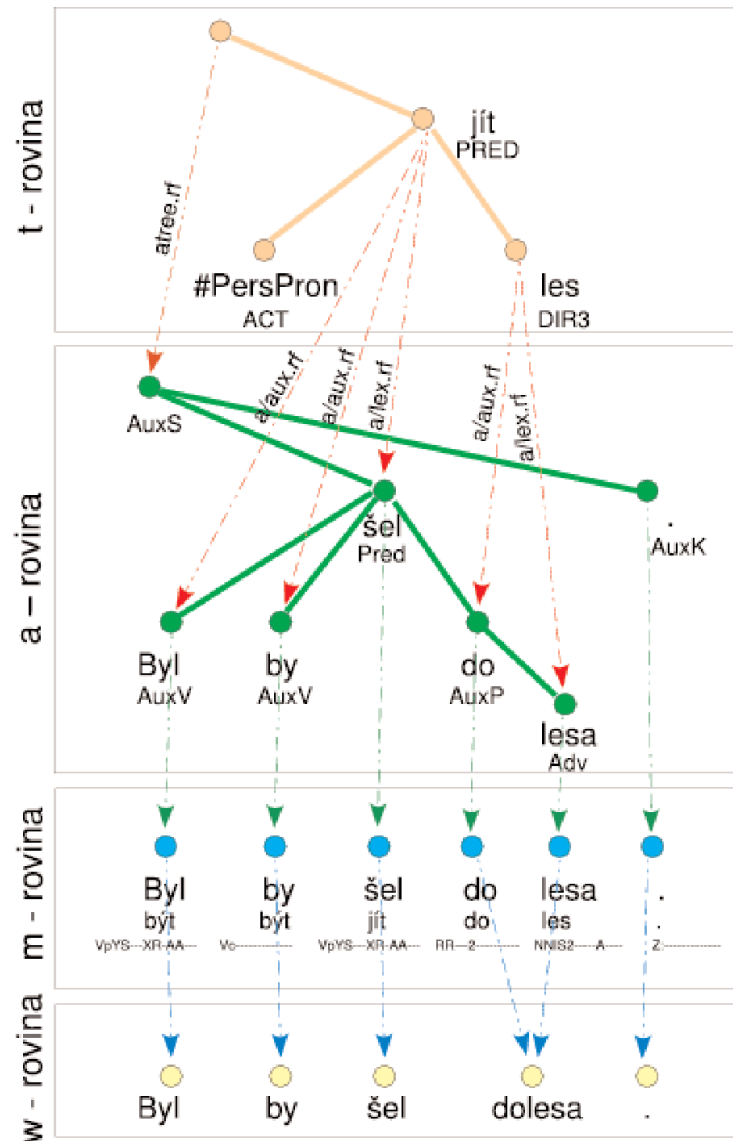 t - rovina
jít
PRED
atree.rf
#PersPron
ACT
les
DIR3
a – rovina
a/aux.rf
a/aux.rf
a/lex.rf
a/aux.rf
a/lex.rf
AuxS
šel
Pred
.
AuxK
Byl
AuxV
by
AuxV
do
AuxP
lesa
Adv
m - rovina
Byl by šel do lesa .
být být jít do les .
VpYS---XR-AA--- Vc------------- VpYS---XR-AA--- RR--2---------- NNIS2-----A---- Z:-------------
w - rovina
Byl by šel dolesa .